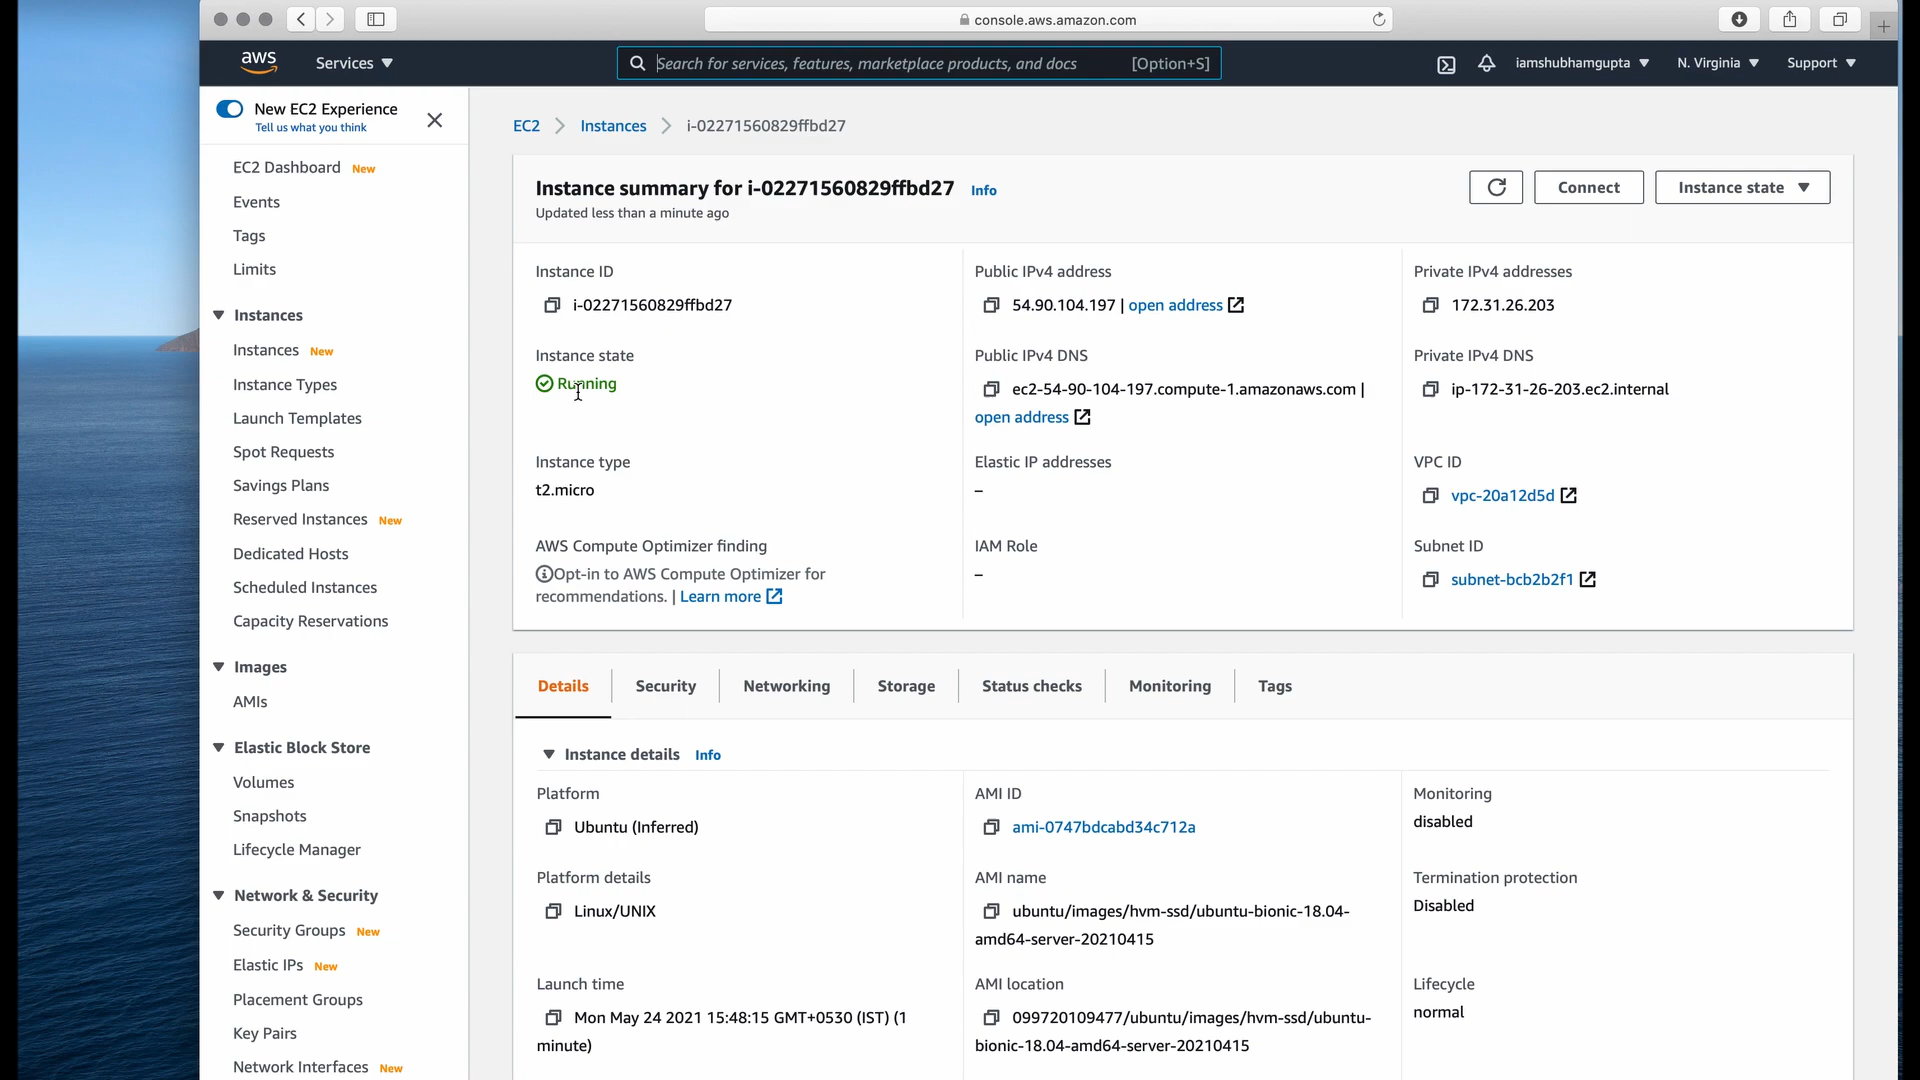 console.aws.amazon.com
aws
Services
Search for services, features, marketplace products, and docs
[Option+S]
iamshubhamgupta
N. Virginia
Support
New EC2 Experience
Tell us what you think
EC2 Dashboard New
Events
Tags
Limits
Instances
Instances New
Instance Types
Launch Templates
Spot Requests
Savings Plans
Reserved Instances New
Dedicated Hosts
Scheduled Instances
Capacity Reservations
Images
AMIs
Elastic Block Store
Volumes
Snapshots
Lifecycle Manager
Network & Security
Security Groups New
Elastic IPs New
Placement Groups
Key Pairs
Network Interfaces New
EC2
Instances
i-02271560829ffbd27
Instance summary for i-02271560829ffbd27 Info
Updated less than a minute ago
Connect
Instance state
Instance ID
i-02271560829ffbd27
Public IPv4 address
54.90.104.197 | open address
Private IPv4 addresses
172.31.26.203
Instance state
Running
Public IPv4 DNS
ec2-54-90-104-197.compute-1.amazonaws.com |
open address
Private IPv4 DNS
ip-172-31-26-203.ec2.internal
Instance type
t2.micro
Elastic IP addresses
–
VPC ID
vpc-20a12d5d
AWS Compute Optimizer finding
Opt-in to AWS Compute Optimizer for
recommendations. | Learn more
IAM Role
–
Subnet ID
subnet-bcb2b2f1
Details
Security
Networking
Storage
Status checks
Monitoring
Tags
Instance details Info
Platform
Ubuntu (Inferred)
AMI ID
ami-0747bdcabd34c712a
Monitoring
disabled
Platform details
Linux/UNIX
AMI name
ubuntu/images/hvm-ssd/ubuntu-bionic-18.04-
amd64-server-20210415
Termination protection
Disabled
Launch time
Mon May 24 2021 15:48:15 GMT+0530 (IST) (1
minute)
AMI location
099720109477/ubuntu/images/hvm-ssd/ubuntu-
bionic-18.04-amd64-server-20210415
Lifecycle
normal